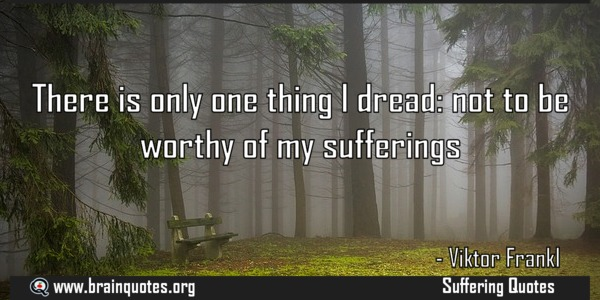 There is only one thing I dread: not to be
worthy of my sufferings
- Viktor Frankl
www.brainquotes.org
Suffering Quotes